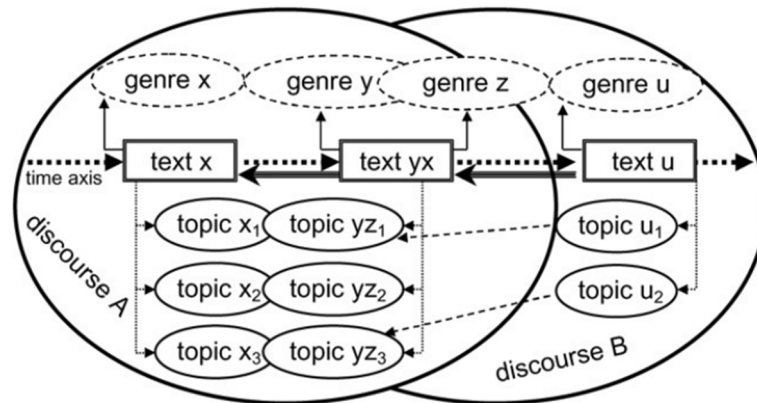 genre x genre y genre z genre u
text x text yx text u
time axis
topic x₁ topic yz₁ topic u₁
topic x₂ topic yz₂ topic u₂
topic x₃ topic yz₃
discourse A
discourse B